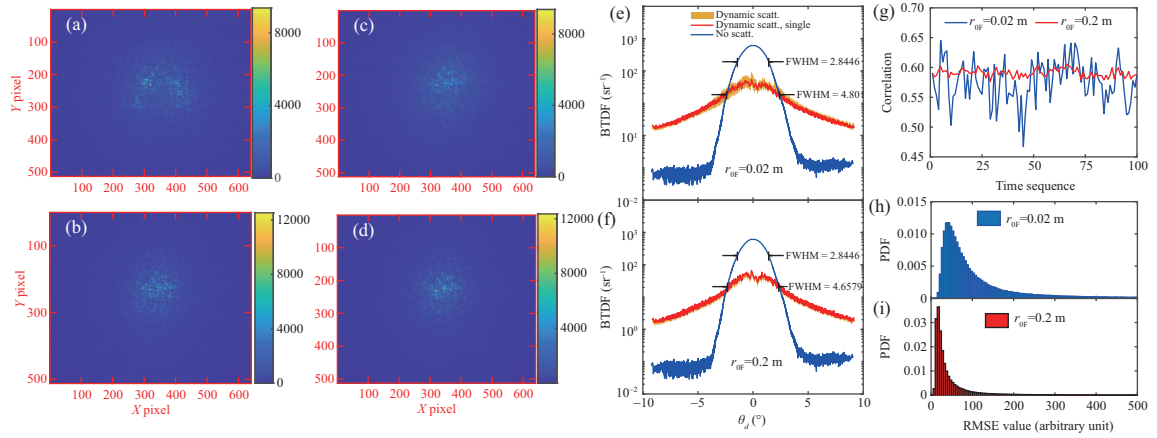 (a)
100
200
300
400
500
Y pixel
100 200 300 400 500 600
8000
4000
0
(b)
100
300
500
Y pixel
100 200 300 400 500 600
X pixel
12000
8000
4000
0
(c)
100
200
300
400
500
100 200 300 400 500 600
8000
4000
0
(d)
100
200
300
400
500
100 200 300 400 500 600
X pixel
12000
8000
4000
(e)
Dynamic scatt.
Dynamic scatt., single
No scatt.
10³
10²
10¹
10⁰
10⁻²
BTDF (sr⁻¹)
FWHM = 2.8446
FWHM = 4.801
r₀F=0.02 m
(f)
10³
10²
10¹
10⁰
10⁻¹
10⁻²
BTDF (sr⁻¹)
FWHM = 2.8446
FWHM = 4.6579
r₀F=0.2 m
−10 −5 0 5 10
θd (°)
(g)
r₀F=0.02 m r₀F=0.2 m
0.65
0.60
0.55
0.50
0.45
Correlation
0 25 50 75 100
Time sequence
(h)
r₀F=0.02 m
0.015
0.010
0.005
0
PDF
(i)
r₀F=0.2 m
0.03
0.02
0.01
0
PDF
0 100 200 300 400 500
RMSE value (arbitrary unit)